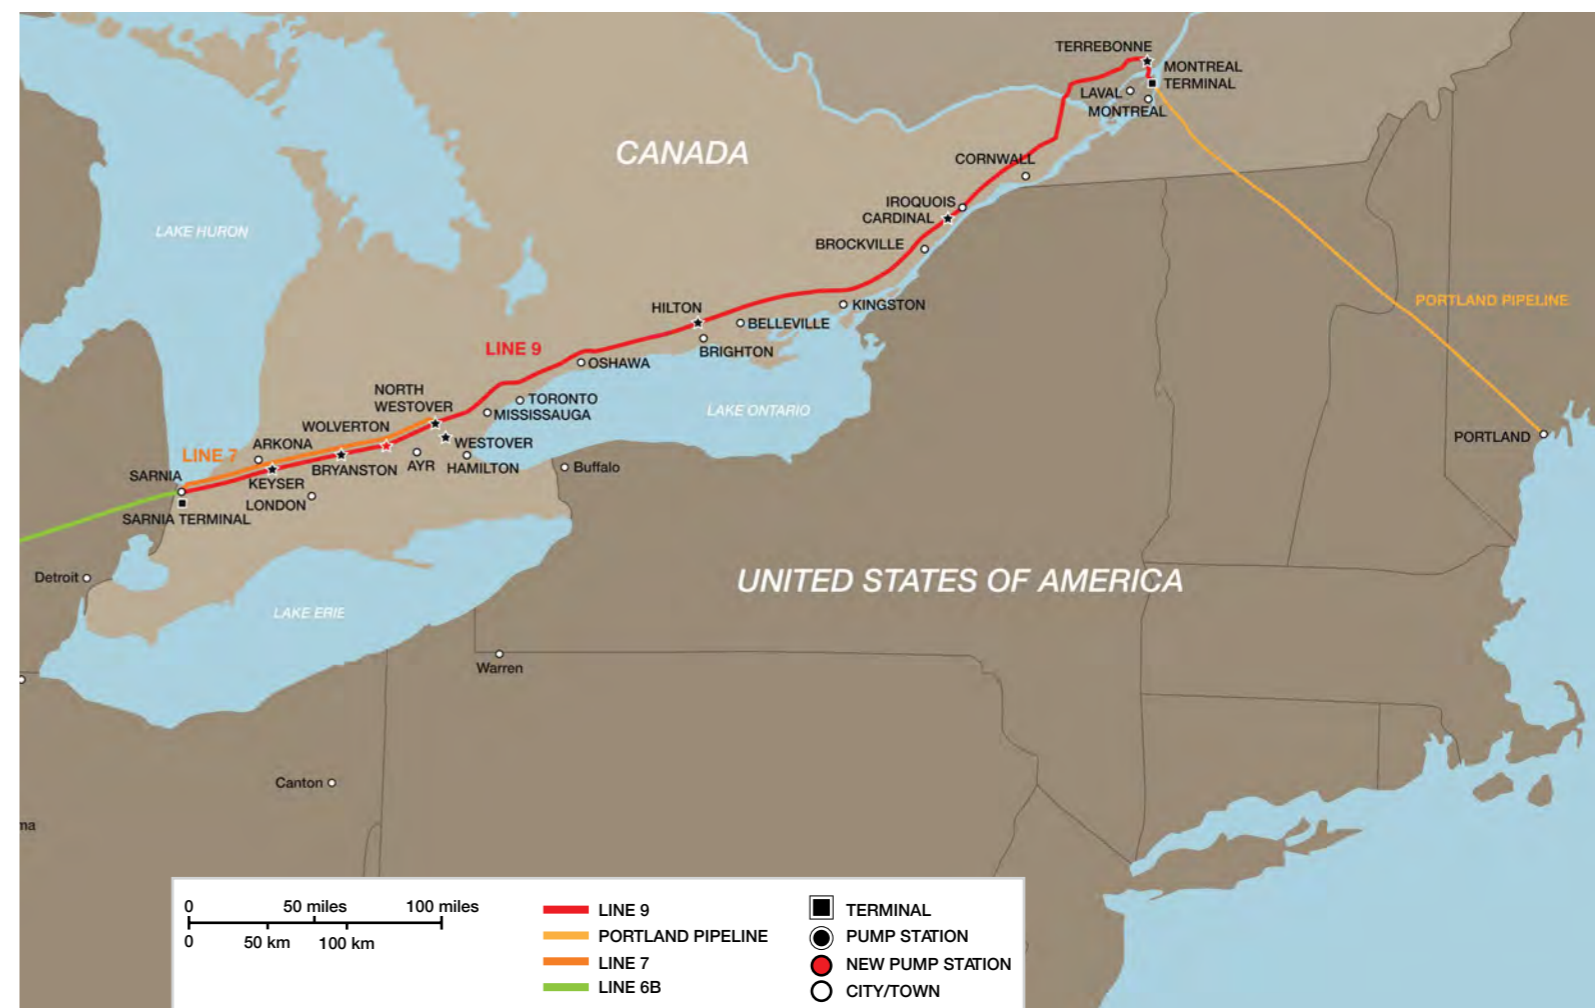 TERREBONNE
MONTREAL
TERMINAL
LAVAL
MONTREAL
CANADA
CORNWALL
IROQUOIS
CARDINAL
LAKE HURON
BROCKVILLE
PORTLAND PIPELINE
HILTON
KINGSTON
BELLEVILLE
LINE 9
BRIGHTON
OSHAWA
NORTH
WESTOVER
TORONTO
LAKE ONTARIO
MISSISSAUGA
WOLVERTON
PORTLAND
ARKONA
WESTOVER
LINE 7
BRYANSTON
AYR
HAMILTON
Buffalo
SARNIA
KEYSER
LONDON
SARNIA TERMINAL
Detroit
UNITED STATES OF AMERICA
LAKE ERIE
Warren
Canton
ma
0 50 miles 100 miles
0 50 km 100 km
LINE 9
PORTLAND PIPELINE
LINE 7
LINE 6B
TERMINAL
PUMP STATION
NEW PUMP STATION
CITY/TOWN